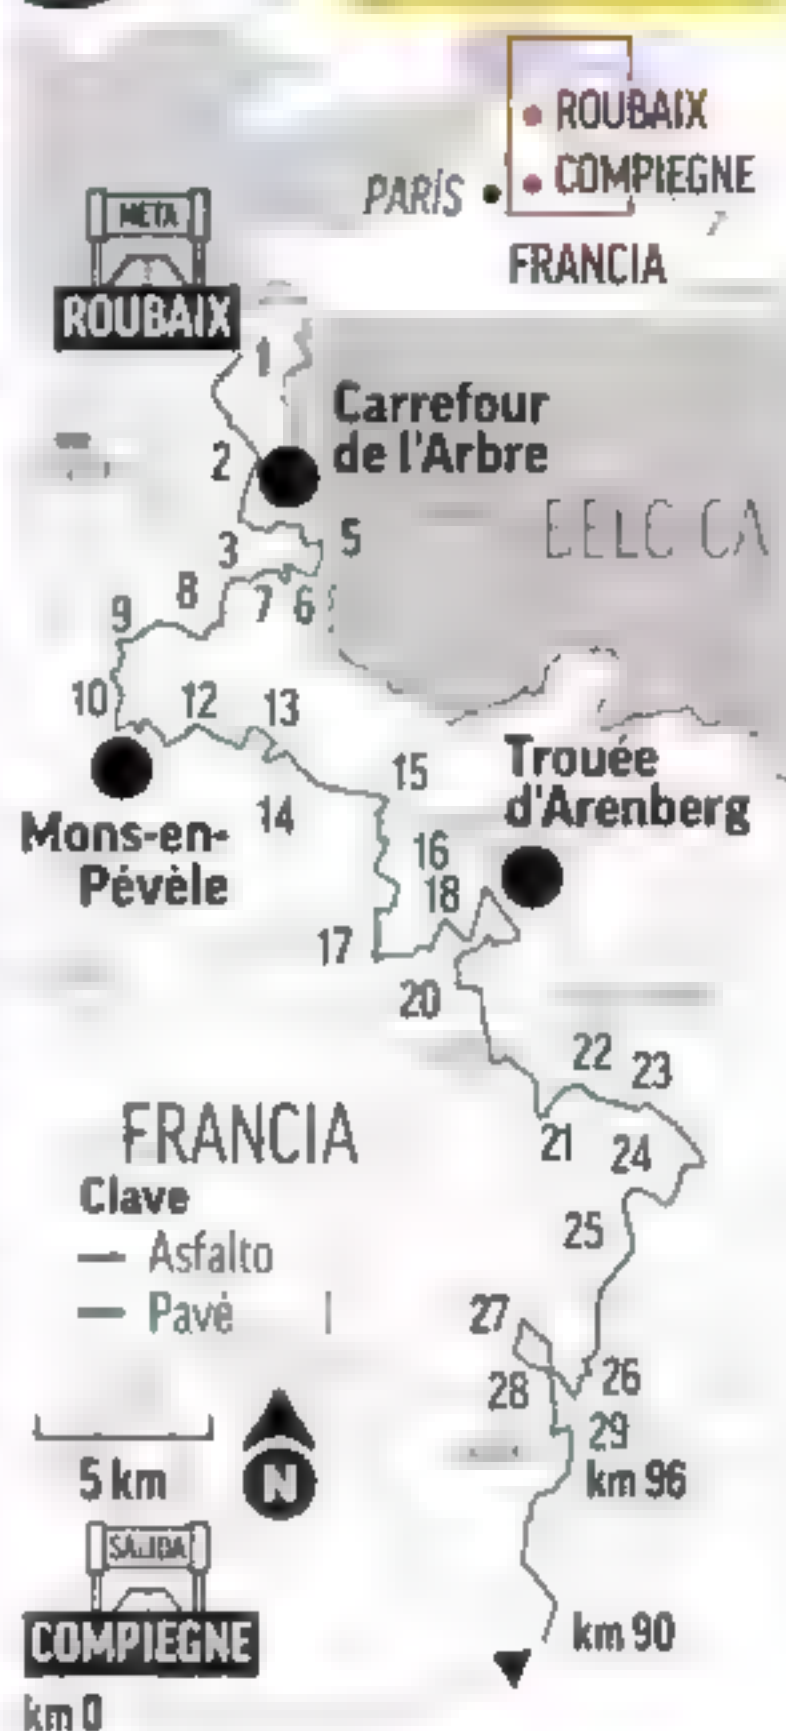 ROUBAIX
PARÍS
COMPIEGNE
FRANCIA
META
ROUBAIX
1
Carrefour
de l'Arbre
2
3
5
6
7
8
9
10
12
13
14
Mons-en-
Pévèle
15
Trouée
d'Arenberg
16
18
17
20
22
23
21
24
FRANCIA
Clave
Asfalto
Pavé
25
27
28
26
29
km 96
5 km
N
SALIDA
COMPIEGNE
km 0
km 90